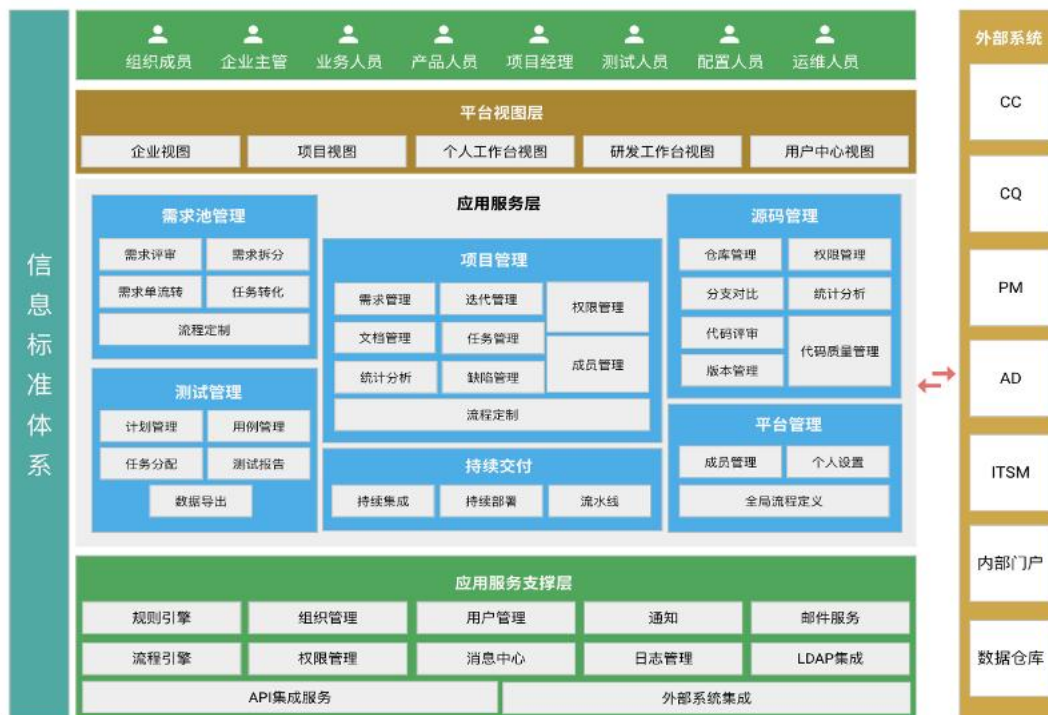 信息标准体系
组织成员 企业主管 业务人员 产品人员 项目经理 测试人员 配置人员 运维人员
平台视图层
企业视图 项目视图 个人工作台视图 研发工作台视图 用户中心视图
应用服务层
需求池管理
需求评审 需求拆分
需求单流转 任务转化
流程定制
测试管理
计划管理 用例管理
任务分配 测试报告
数据导出
项目管理
需求管理 迭代管理 权限管理
文档管理 任务管理
成员管理
统计分析 缺陷管理
流程定制
持续交付
持续集成 持续部署 流水线
源码管理
仓库管理 权限管理
分支对比 统计分析
代码评审 代码质量管理
版本管理
平台管理
成员管理 个人设置
全局流程定义
应用服务支撑层
规则引擎 组织管理 用户管理 通知 邮件服务
流程引擎 权限管理 消息中心 日志管理 LDAP集成
API集成服务 外部系统集成
外部系统
CC
CQ
PM
AD
ITSM
内部门户
数据仓库